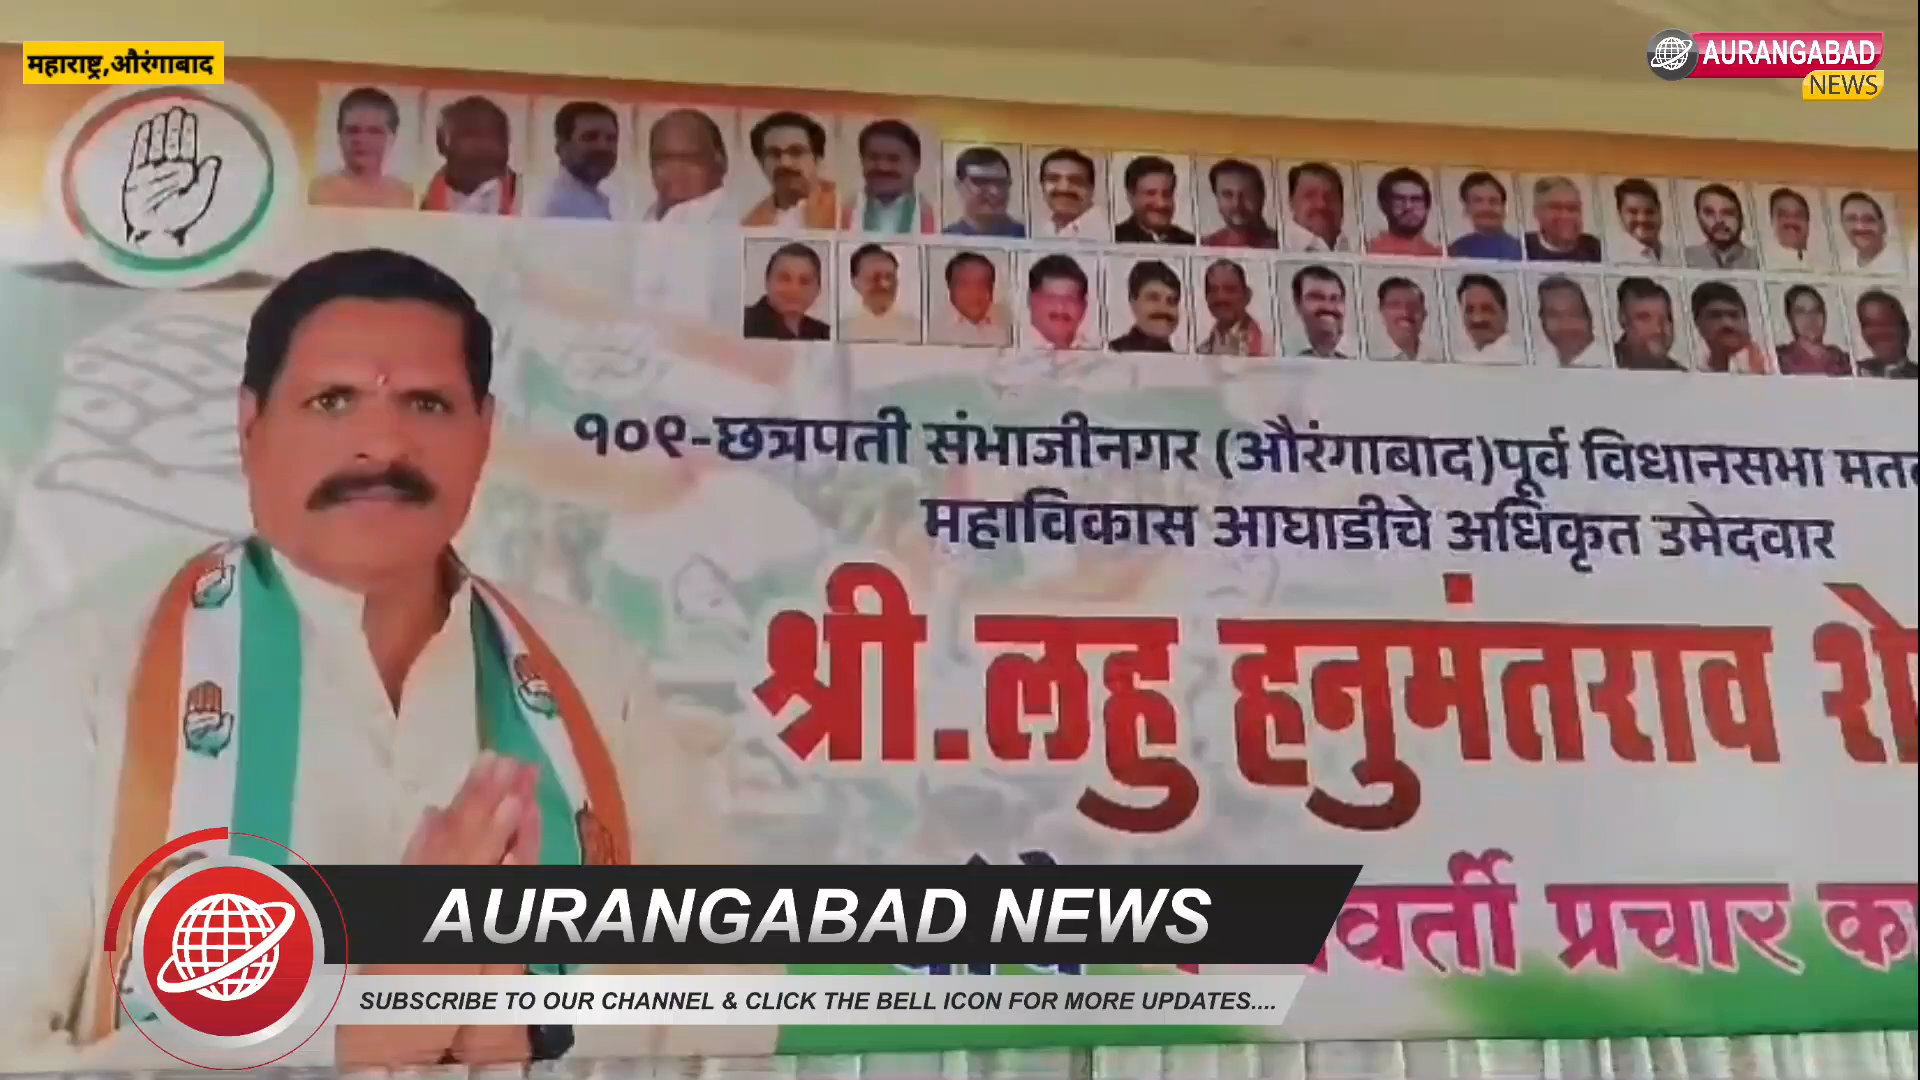 महाराष्ट्र,औरंगाबाद
AURANGABAD
NEWS
१०९-छत्रपती संभाजीनगर (औरंगाबाद)पूर्व विधानसभा
महाविकास आघाडीचे अधिकृत उमेदवार
श्री.लहु हनुमंतराव
प्रचार
AURANGABAD NEWS
SUBSCRIBE TO OUR CHANNEL & CLICK THE BELL ICON FOR MORE UPDATES....